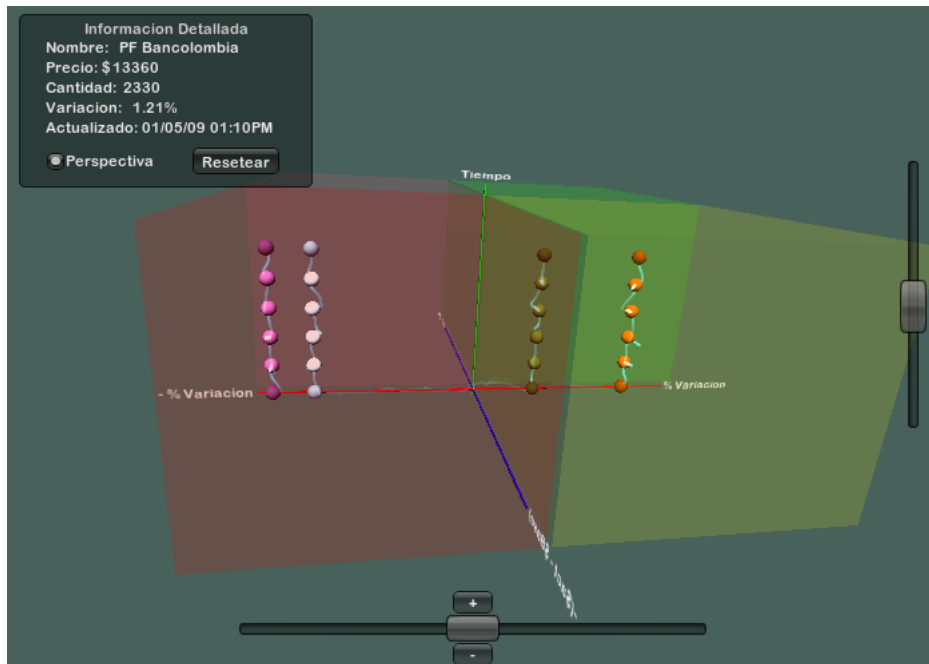 Informacion Detallada
Nombre: PF Bancolombia
Precio: $13360
Cantidad: 2330
Variacion: 1.21%
Actualizado: 01/05/09 01:10PM
Perspectiva
Resetear
Tiempo
- % Variacion
% Variacion
+
-